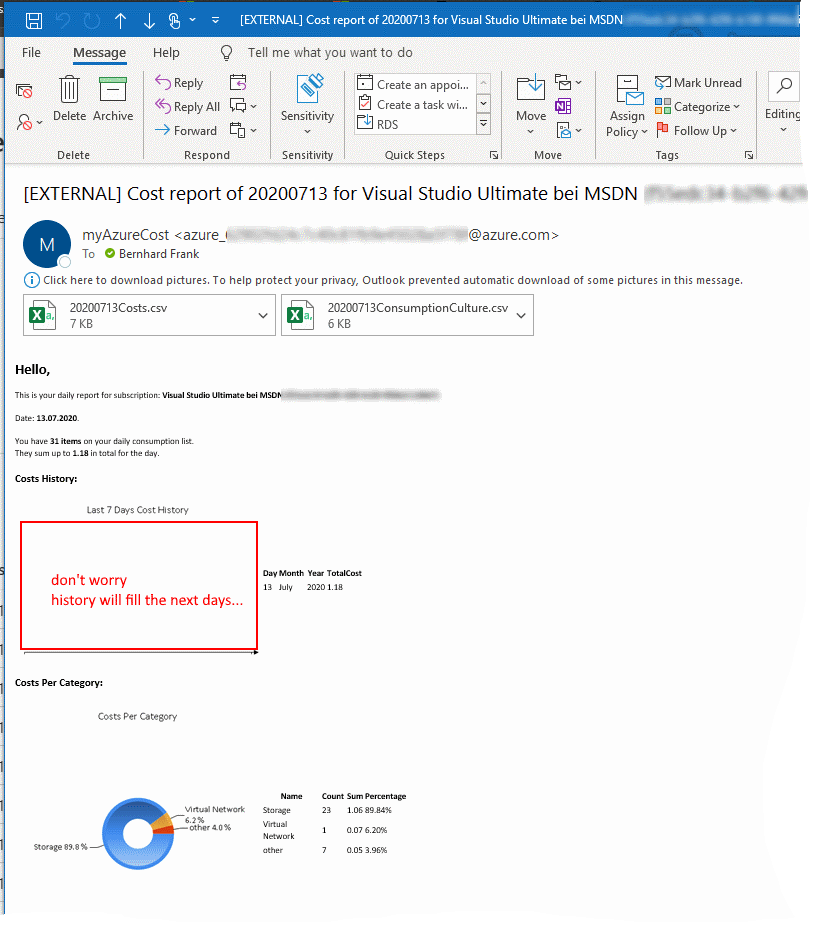 [EXTERNAL] Cost report of 20200713 for Visual Studio Ultimate bei MSDN
File Message Help Tell me what you want to do
Delete
Archive
Reply
Reply All
Forward
Sensitivity
Create an appoi...
Create a task wi...
RDS
Move
Assign
Policy
Mark Unread
Categorize
Follow Up
Editing
Delete Respond Sensitivity Quick Steps Move Tags
[EXTERNAL] Cost report of 20200713 for Visual Studio Ultimate bei MSDN
M
myAzureCost <azure_ @azure.com>
To Bernhard Frank
Click here to download pictures. To help protect your privacy, Outlook prevented automatic download of some pictures in this message.
20200713Costs.csv
7 KB
20200713ConsumptionCulture.csv
6 KB
Hello,
This is your daily report for subscription: Visual Studio Ultimate bei MSDN
Date: 13.07.2020.
You have 31 items on your daily consumption list.
They sum up to 1.18 in total for the day.
Costs History:
Last 7 Days Cost History
don't worry
history will fill the next days...
Day Month Year TotalCost
13 July 2020 1.18
Costs Per Category:
Costs Per Category
Virtual Network
6.2 %
other 4.0 %
Storage 89.8 %
Name Count Sum Percentage
Storage 23 1.06 89.84%
Virtual
Network 1 0.07 6.20%
other 7 0.05 3.96%